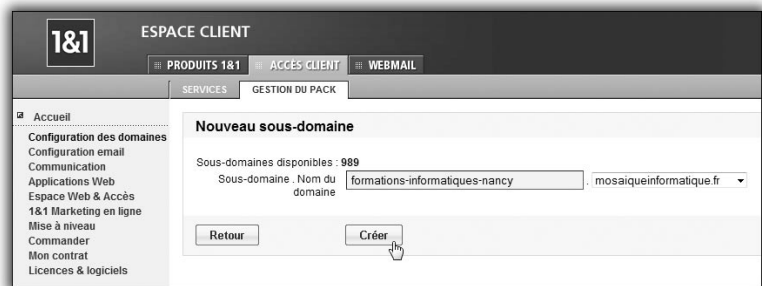 1&1
ESPACE CLIENT
PRODUITS 1&1
ACCÈS CLIENT
WEBMAIL
SERVICES
GESTION DU PACK
Accueil
Configuration des domaines
Configuration email
Communication
Applications Web
Espace Web & Accès
1&1 Marketing en ligne
Mise à niveau
Commander
Mon contrat
Licences & logiciels
Nouveau sous-domaine
Sous-domaines disponibles : 989
Sous-domaine . Nom du
domaine
formations-informatiques-nancy
. mosaiqueinformatique.fr
Retour
Créer